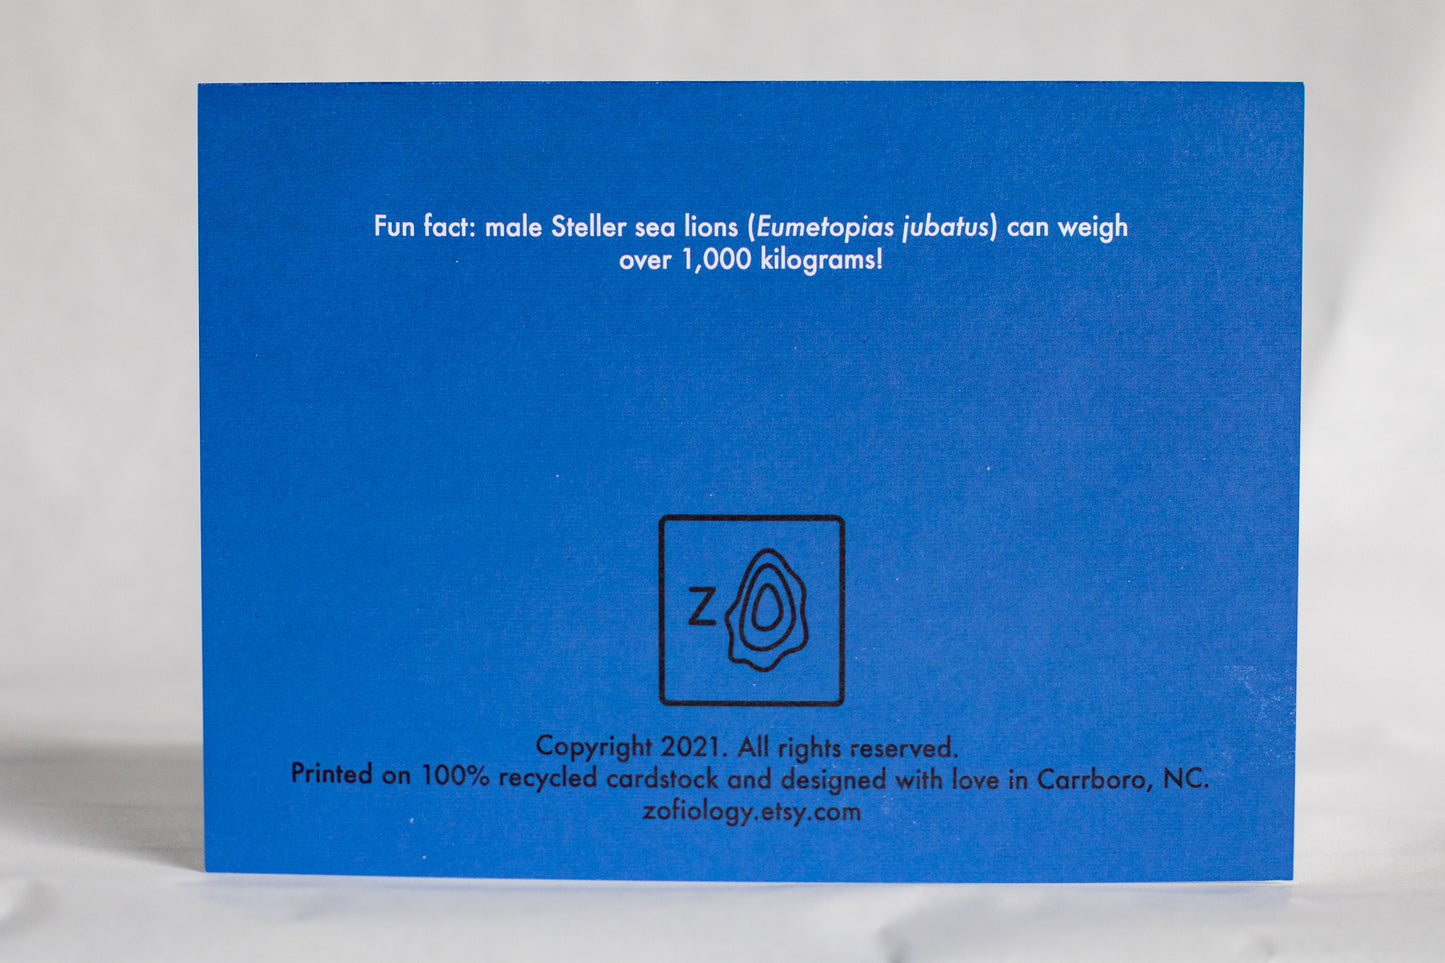 Fun fact: male Steller sea lions (Eumetopias jubatus) can weigh
over 1,000 kilograms!
Z
Copyright 2021. All rights reserved.
Printed on 100% recycled cardstock and designed with love in Carrboro, NC.
zofiology.etsy.com